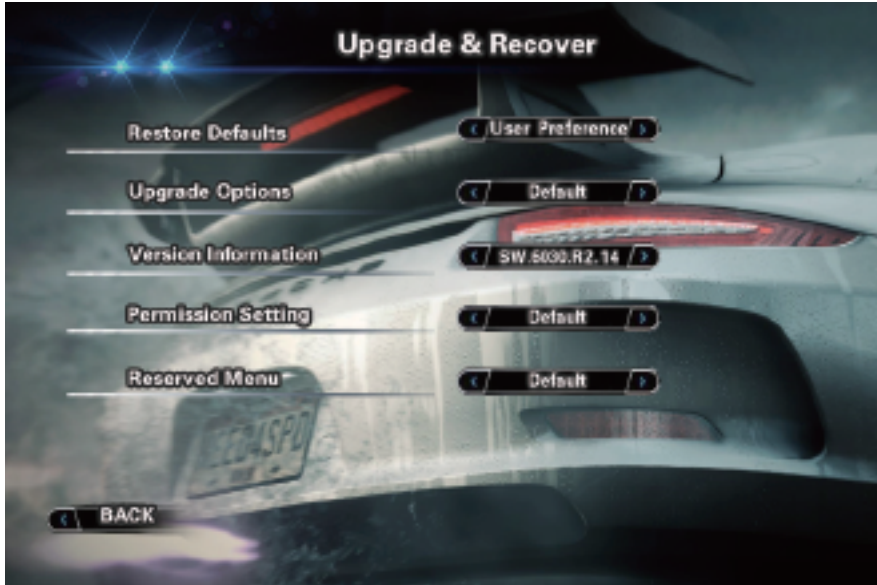 Upgrade & Recover
Restore Defaults
User Preference
Upgrade Options
Default
Version Information
SW.6030.R2.14
Permission Setting
Default
Reserved Menu
Default
BACK